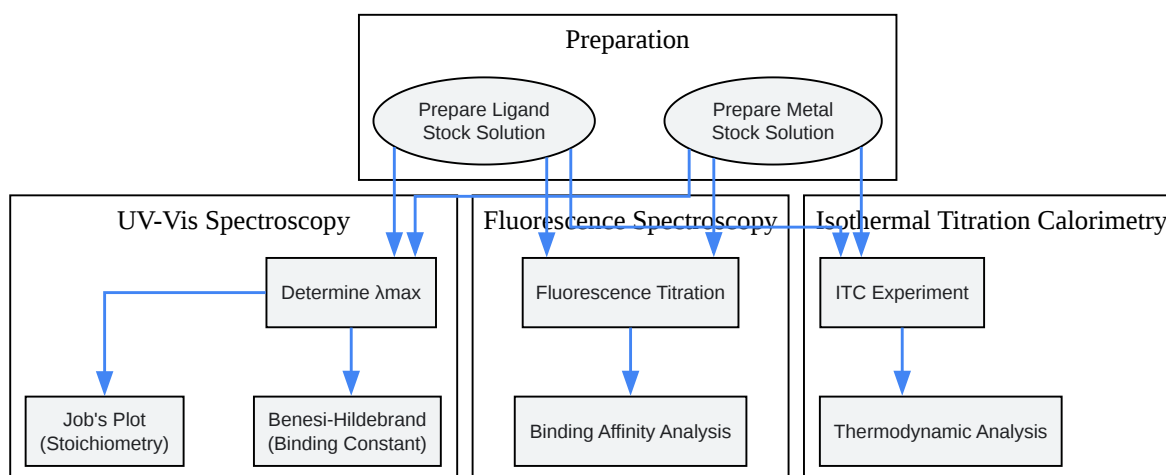 Preparation
Prepare Ligand
Stock Solution
Prepare Metal
Stock Solution
UV-Vis Spectroscopy
Fluorescence Spectroscopy
Isothermal Titration Calorimetry
Determine λmax
Fluorescence Titration
ITC Experiment
Job's Plot
(Stoichiometry)
Benesi-Hildebrand
(Binding Constant)
Binding Affinity Analysis
Thermodynamic Analysis